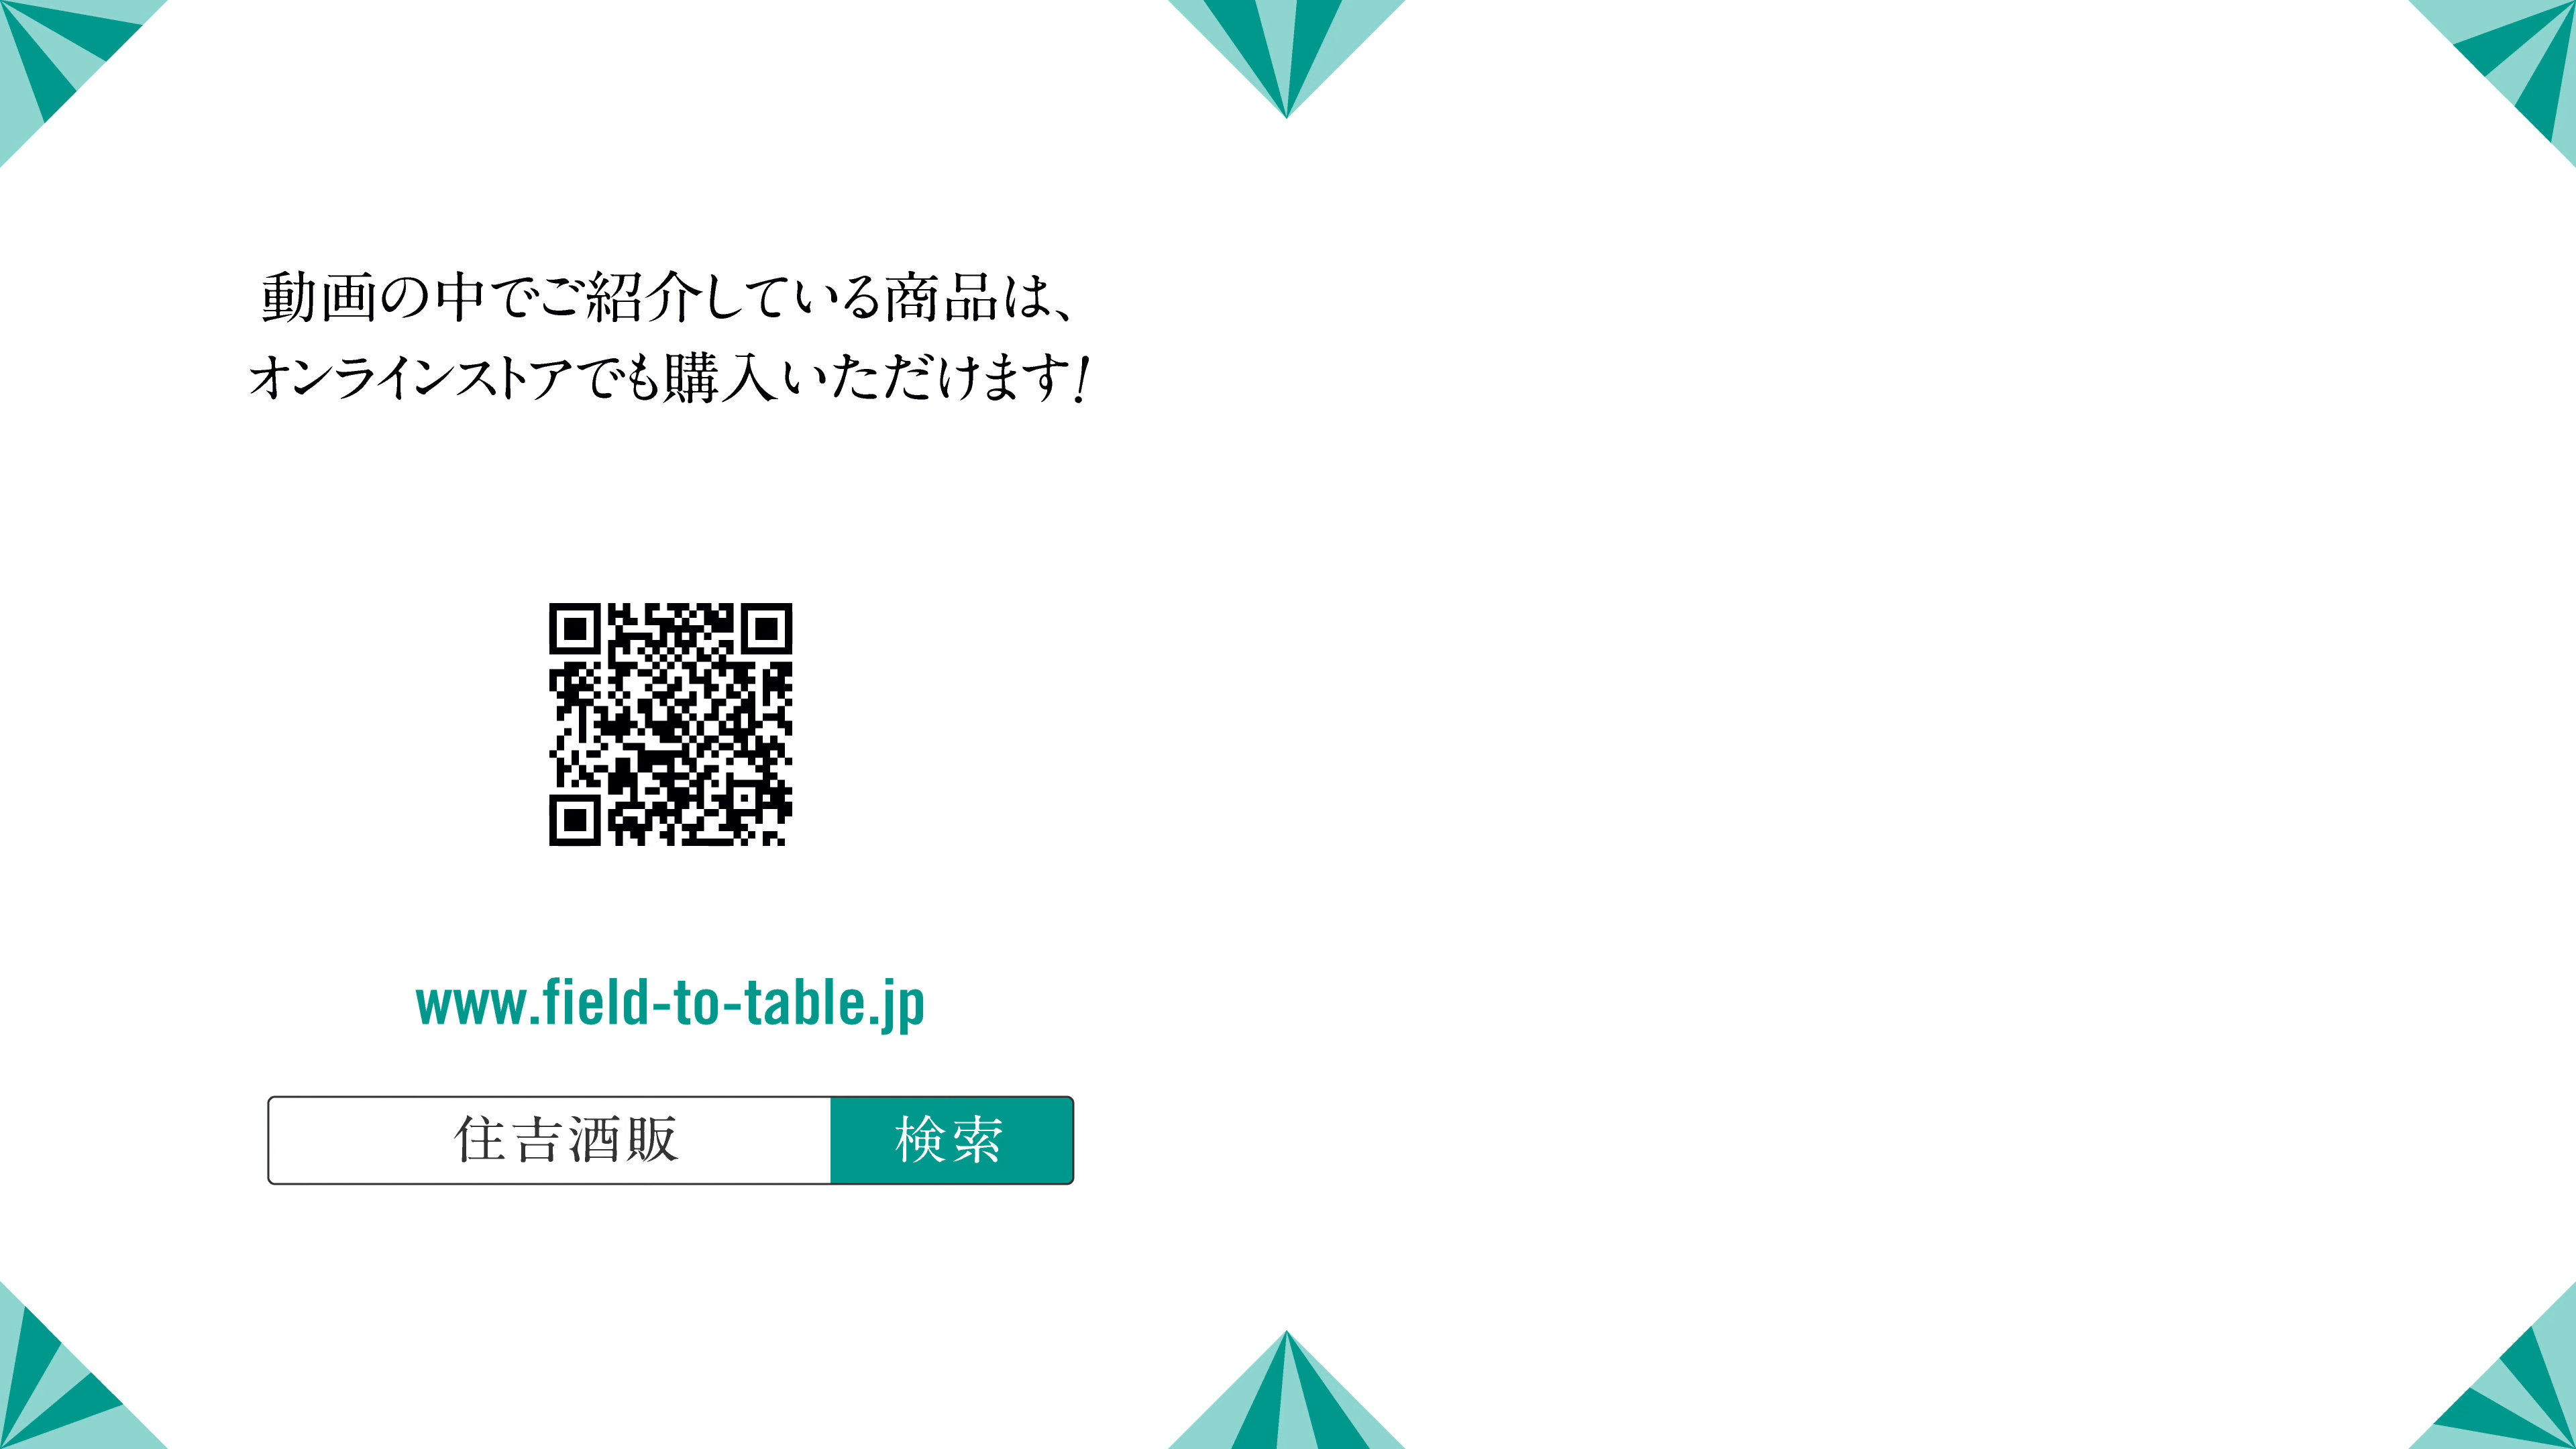 動画の中でご紹介している商品は、
オンラインストアでも購入いただけます！
www.field-to-table.jp
住吉酒販 検索